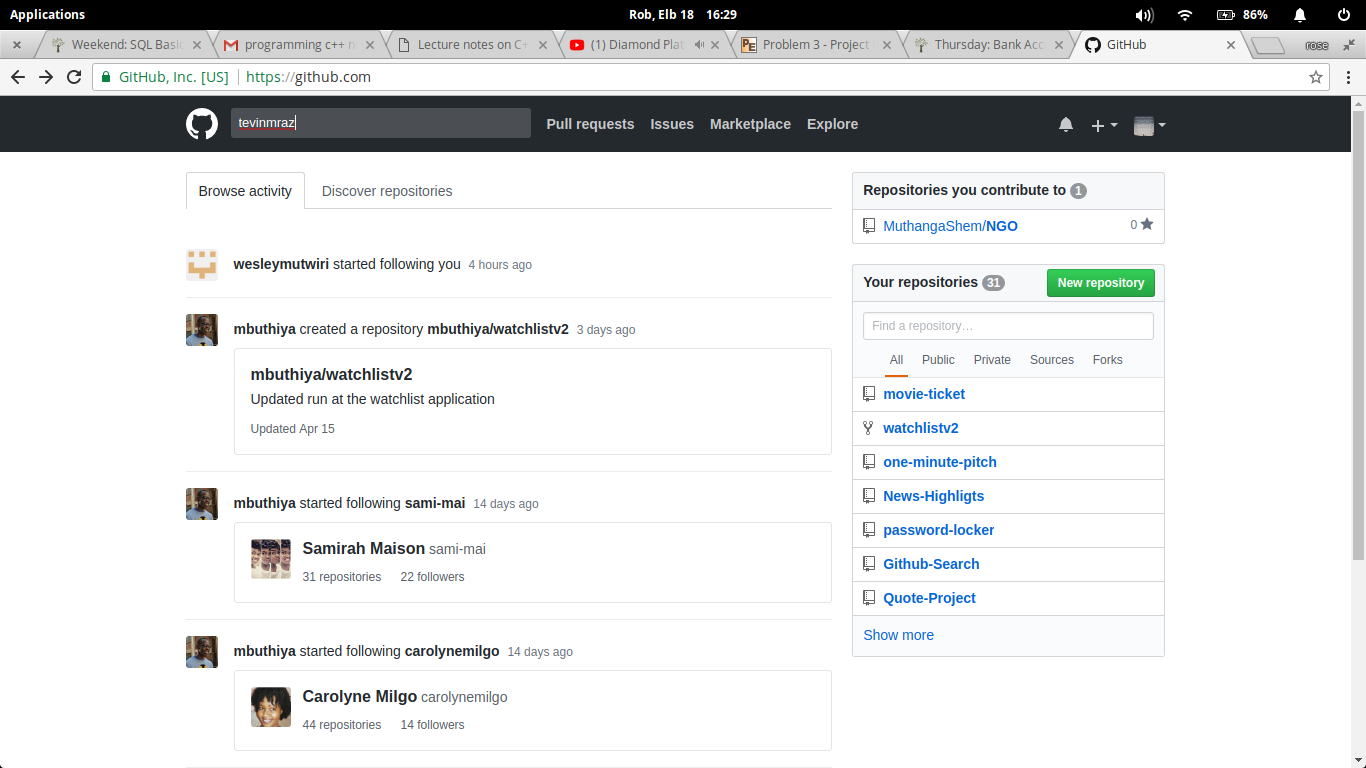 Applications
Rob, Elb 18 16:29
86%
Weekend: SQL Basi
programming c++ n
Lecture notes on C+
(1) Diamond Plat
Problem 3 - Project
Thursday: Bank Acc
GitHub
rose
GitHub, Inc. [US]
https://github.com
tevinmraz
Pull requests
Issues
Marketplace
Explore
Browse activity
Discover repositories
wesleymutwiri started following you 4 hours ago
mbuthiya created a repository mbuthiya/watchlistv2 3 days ago
mbuthiya/watchlistv2
Updated run at the watchlist application
Updated Apr 15
mbuthiya started following sami-mai 14 days ago
Samirah Maison sami-mai
31 repositories 22 followers
mbuthiya started following carolynemilgo 14 days ago
Carolyne Milgo carolynemilgo
44 repositories 14 followers
Repositories you contribute to 1
MuthangaShem/NGO 0
Your repositories 31
New repository
Find a repository…
All Public Private Sources Forks
movie-ticket
watchlistv2
one-minute-pitch
News-Highligts
password-locker
Github-Search
Quote-Project
Show more